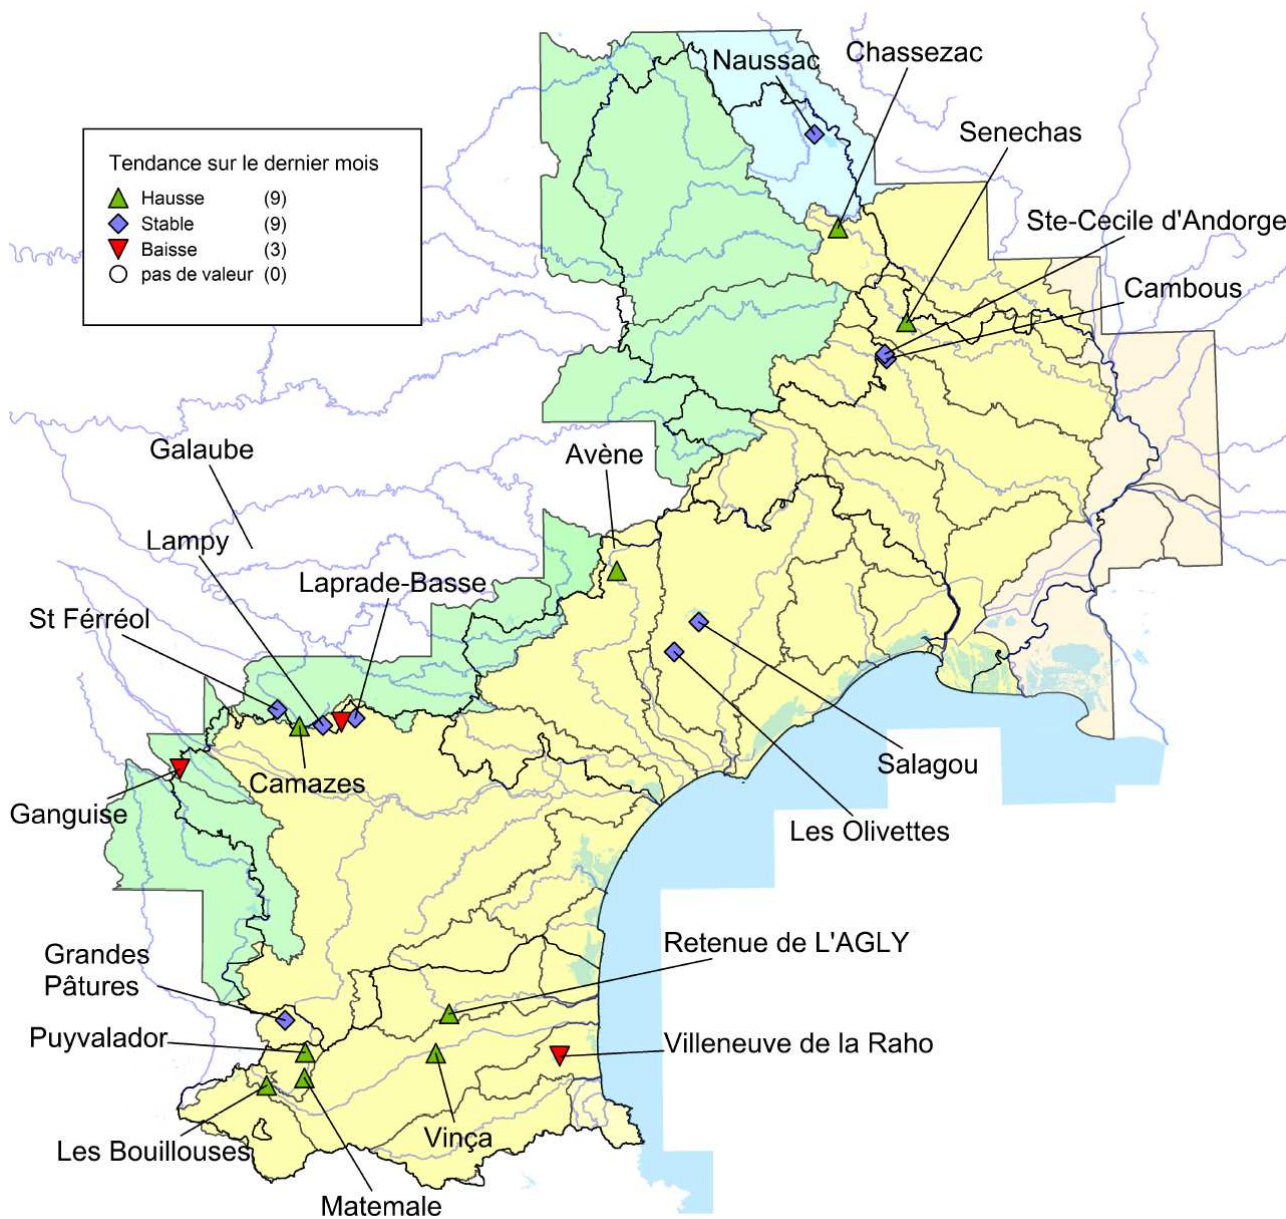 Naussac
Chassezac
Senechas
Tendance sur le dernier mois
Hausse (9)
Stable (9)
Baisse (3)
pas de valeur (0)
Ste-Cecile d'Andorge
Cambous
Galaube
Avène
Lampy
Laprade-Basse
St Férréol
Camazes
Ganguise
Salagou
Les Olivettes
Retenue de L'AGLY
Grandes
Pâtures
Puyvalador
Villeneuve de la Raho
Les Bouillouses
Vinça
Matemale